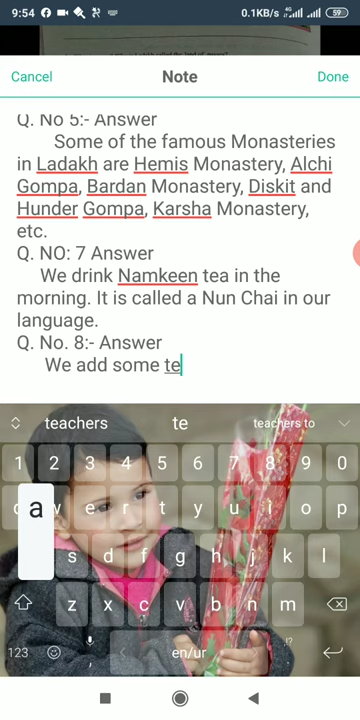 9:54
0.1KB/s
4G
59
Cancel
Note
Done
Q. No 5:- Answer
Some of the famous Monasteries
in Ladakh are Hemis Monastery, Alchi
Gompa, Bardan Monastery, Diskit and
Hunder Gompa, Karsha Monastery,
etc.
Q. NO: 7 Answer
We drink Namkeen tea in the
morning. It is called a Nun Chai in our
language.
Q. No. 8:- Answer
We add some te
teachers
te
teachers to
1 2 3 4 5 6 7 8 9 0
q w e r t y u i o p
a s d f g h j k l
z x c v b n m
123
,
en/ur
.!?